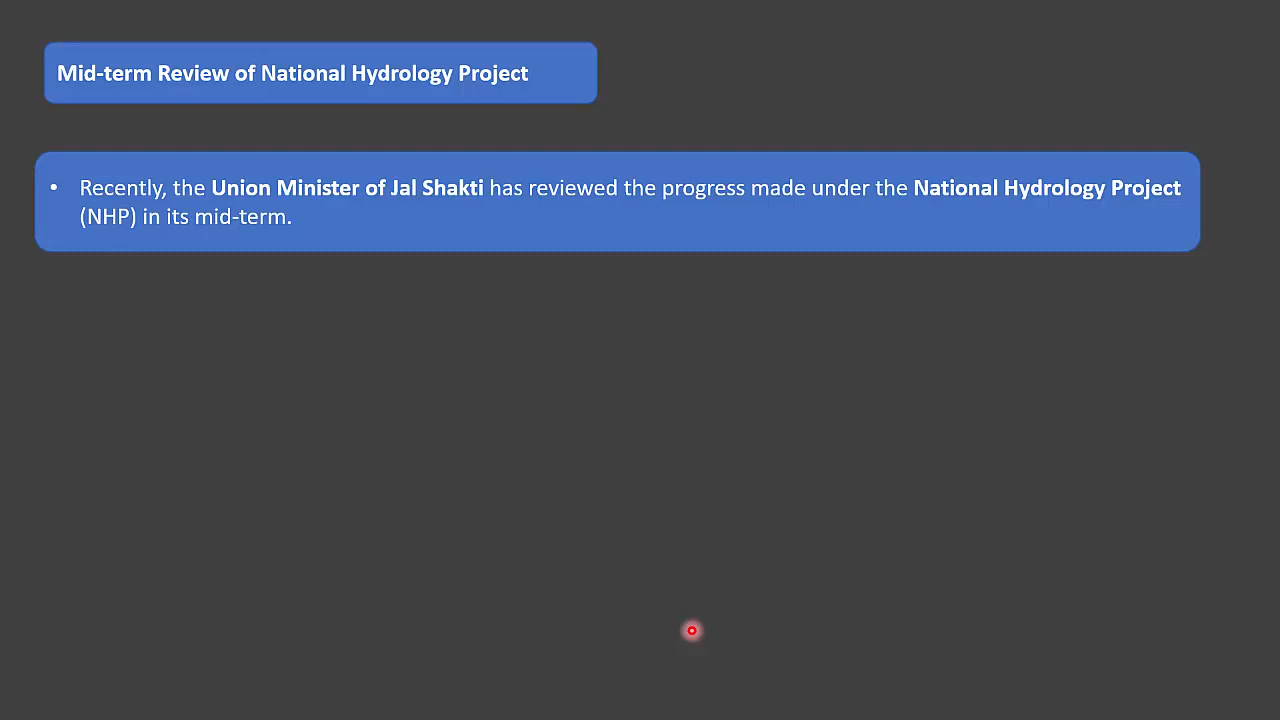 Mid-term Review of National Hydrology Project
• Recently, the Union Minister of Jal Shakti has reviewed the progress made under the National Hydrology Project
(NHP) in its mid-term.